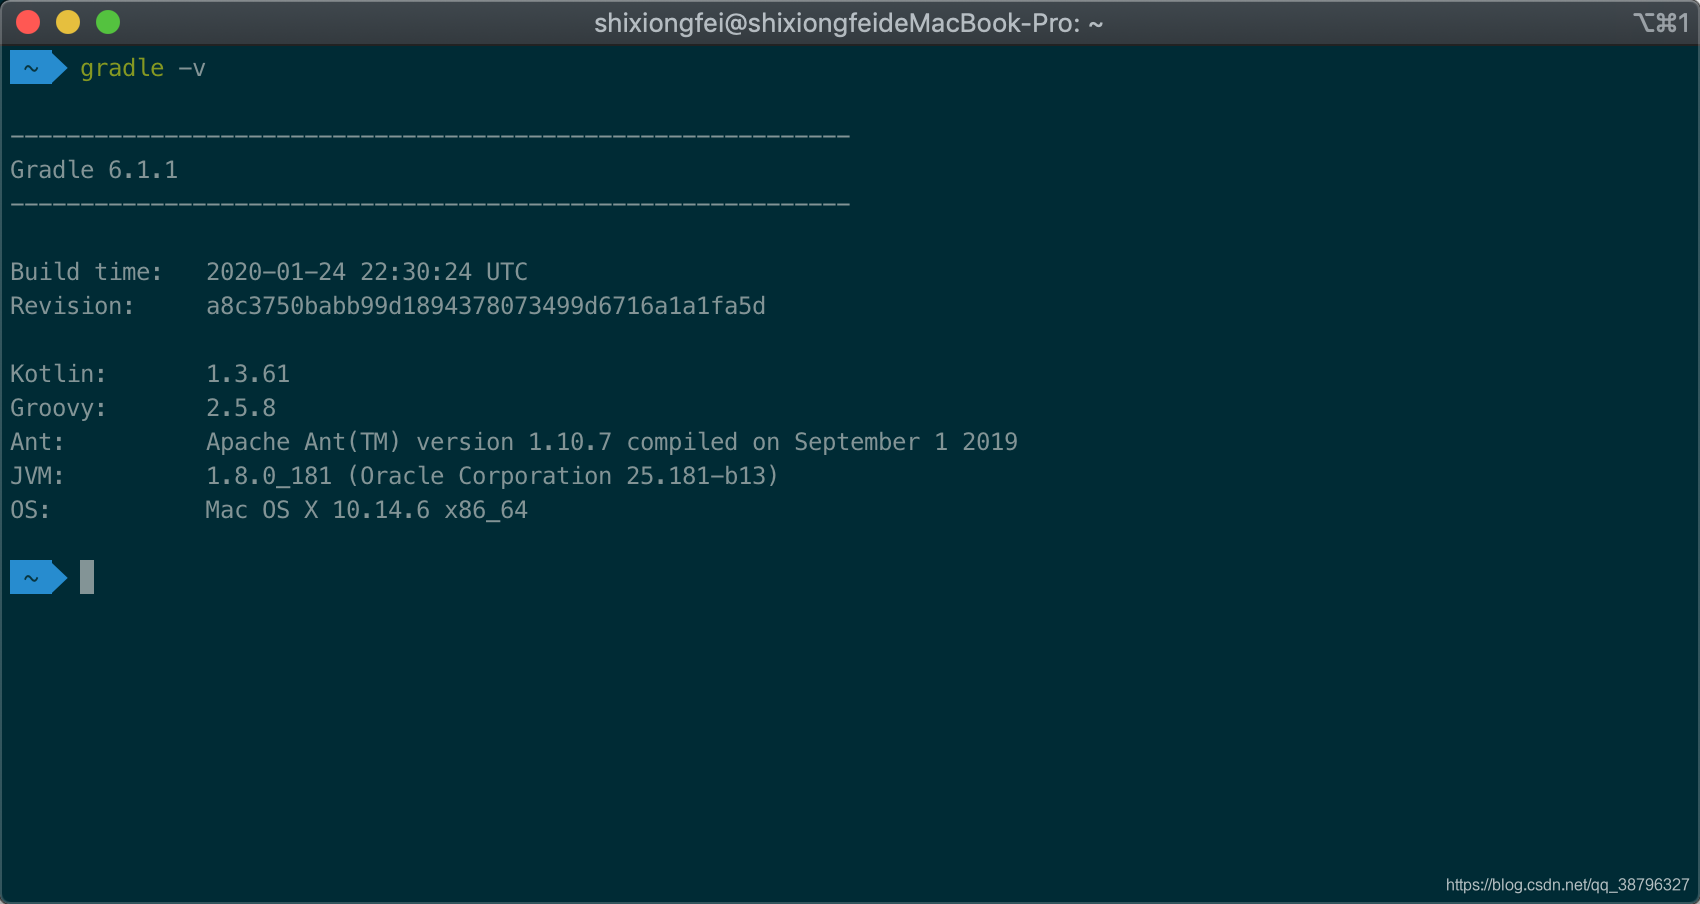 shixiongfei@shixiongfeideMacBook-Pro: ~
⌥⌘1
~ gradle -v
------------------------------------------------------------
Gradle 6.1.1
------------------------------------------------------------
Build time:   2020-01-24 22:30:24 UTC
Revision:     a8c3750babb99d1894378073499d6716a1a1fa5d
Kotlin:       1.3.61
Groovy:       2.5.8
Ant:          Apache Ant(TM) version 1.10.7 compiled on September 1 2019
JVM:          1.8.0_181 (Oracle Corporation 25.181-b13)
OS:           Mac OS X 10.14.6 x86_64
~
https://blog.csdn.net/qq_38796327